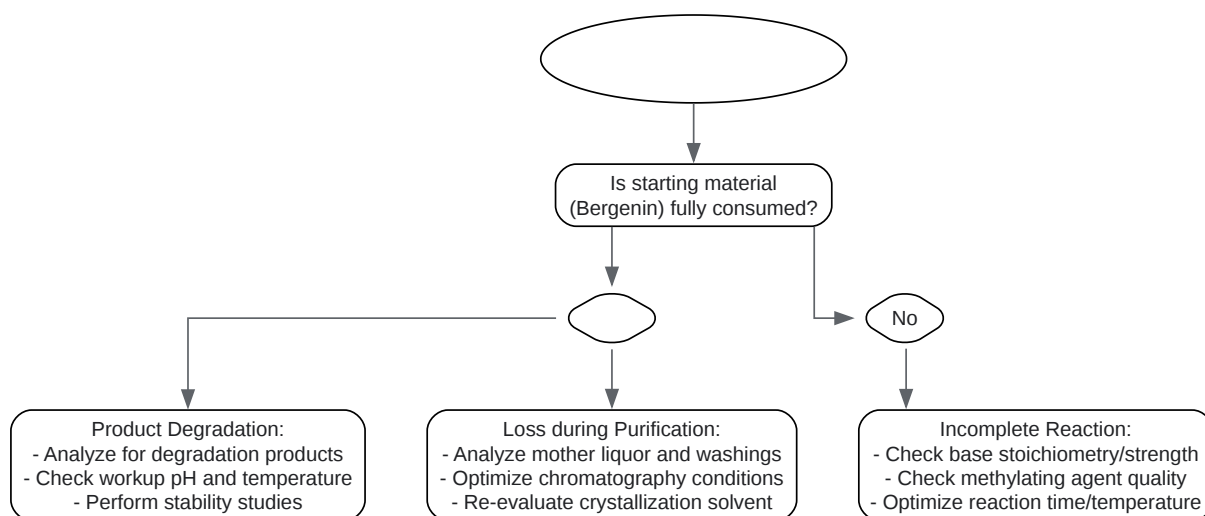 Is starting material
(Bergenin) fully consumed?
No
Product Degradation:
- Analyze for degradation products
- Check workup pH and temperature
- Perform stability studies
Loss during Purification:
- Analyze mother liquor and washings
- Optimize chromatography conditions
- Re-evaluate crystallization solvent
Incomplete Reaction:
- Check base stoichiometry/strength
- Check methylating agent quality
- Optimize reaction time/temperature